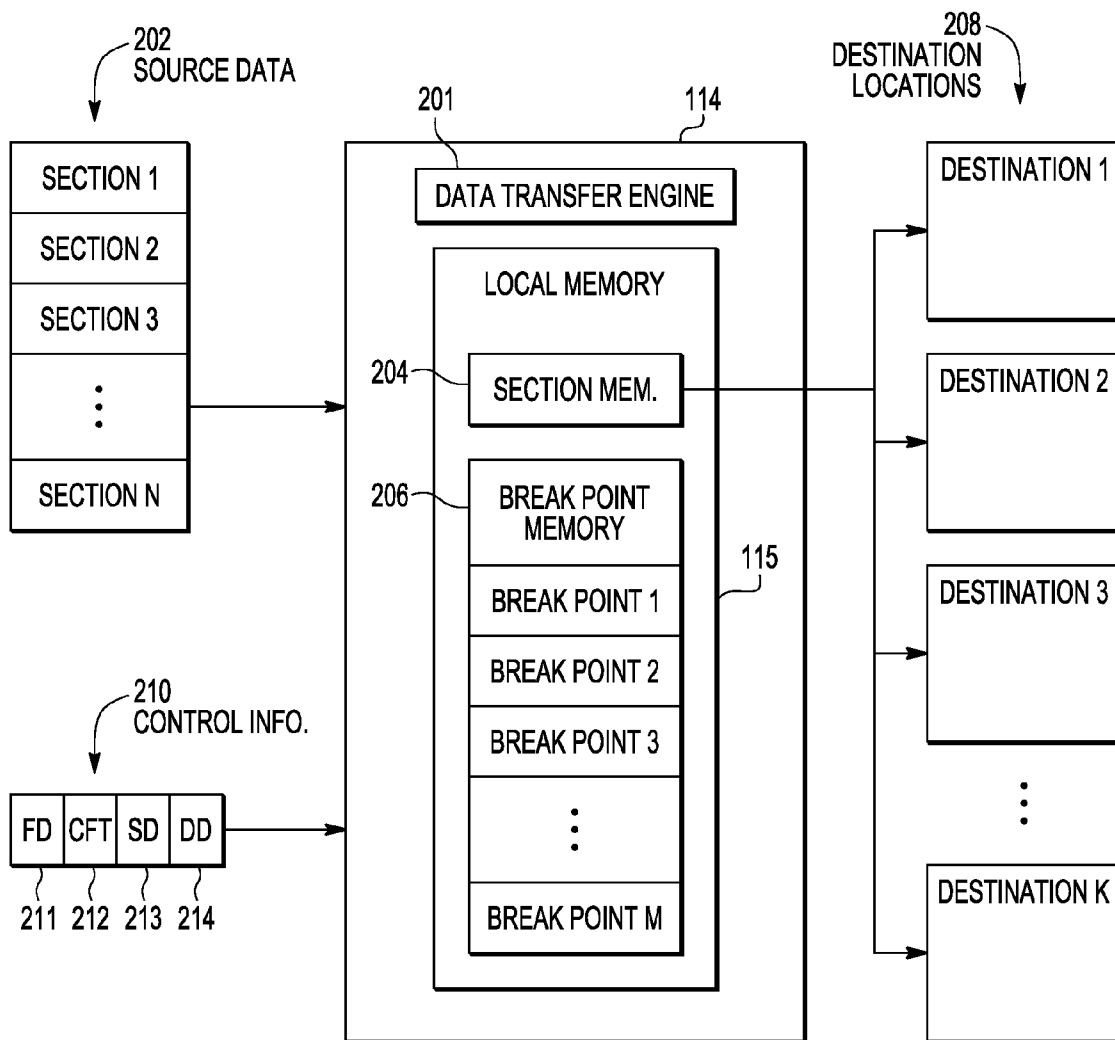 202
SOURCE DATA
SECTION 1
SECTION 2
SECTION 3
SECTION N
210
CONTROL INFO.
FD CFT SD DD
211 212 213 214
201
114
DATA TRANSFER ENGINE
LOCAL MEMORY
204
SECTION MEM.
206
BREAK POINT
MEMORY
115
BREAK POINT 1
BREAK POINT 2
BREAK POINT 3
BREAK POINT M
208
DESTINATION
LOCATIONS
DESTINATION 1
DESTINATION 2
DESTINATION 3
DESTINATION K